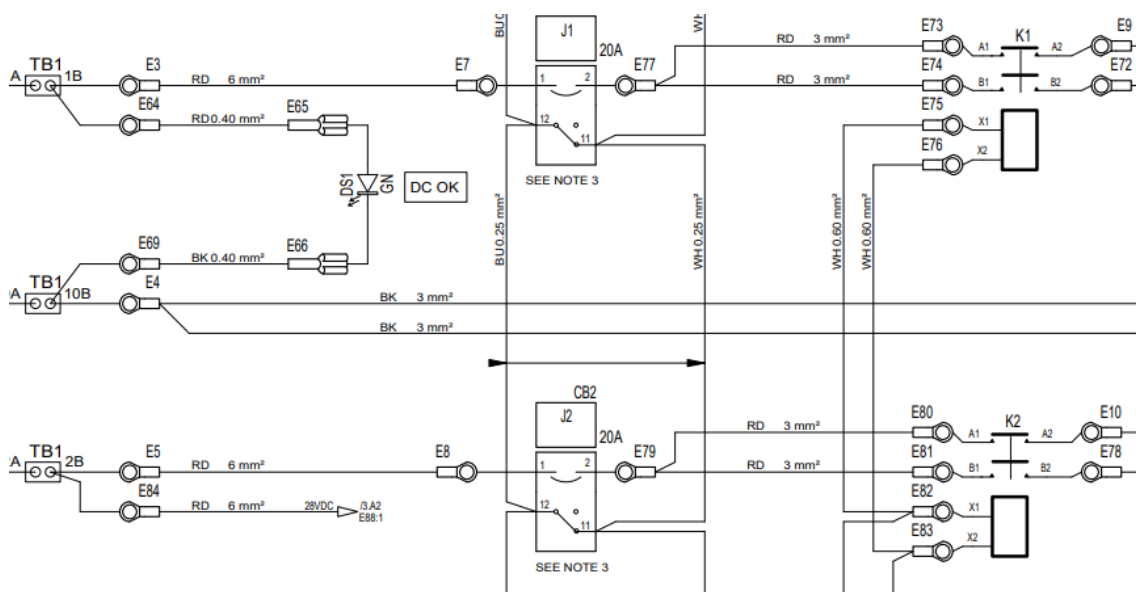 BU 0
WH
J1
20A
E73
K1
E9
RD 3 mm²
A1
A2
TB1
A
1B
E3
RD 6 mm²
E7
1
2
E77
E74
RD 3 mm²
B1
B2
E72
E64
RD 0.40 mm²
E65
12
11
E75
X1
E76
X2
SEE NOTE 3
DS1
GN
DC OK
BU 0.25 mm²
WH 0.25 mm²
WH 0.60 mm²
WH 0.60 mm²
E69
BK 0.40 mm²
E66
TB1
0A
10B
E4
BK 3 mm²
BK 3 mm²
CB2
J2
20A
E80
K2
E10
RD 3 mm²
A1
A2
TB1
2A
2B
E5
RD 6 mm²
E8
1
2
E79
RD 3 mm²
E81
B1
B2
E78
E84
RD 6 mm²
28VDC
/3.A2
E88:1
12
11
E82
X1
E83
X2
SEE NOTE 3